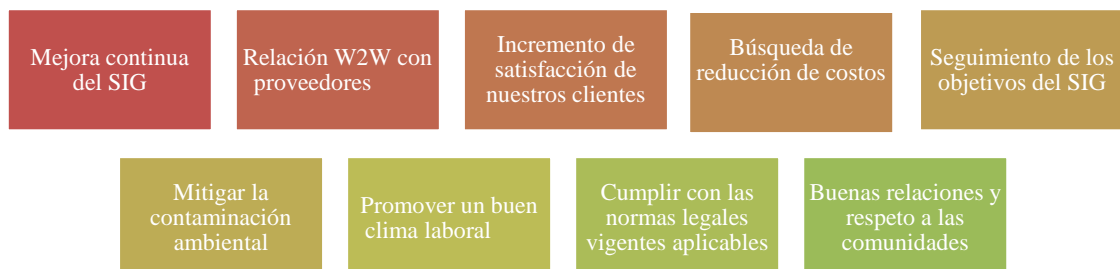 Mejora continua
del SIG
Relación W2W con
proveedores
Incremento de
satisfacción de
nuestros clientes
Búsqueda de
reducción de costos
Seguimiento de los
objetivos del SIG
Mitigar la
contaminación
ambiental
Promover un buen
clima laboral
Cumplir con las
normas legales
vigentes aplicables
Buenas relaciones y
respeto a las
comunidades